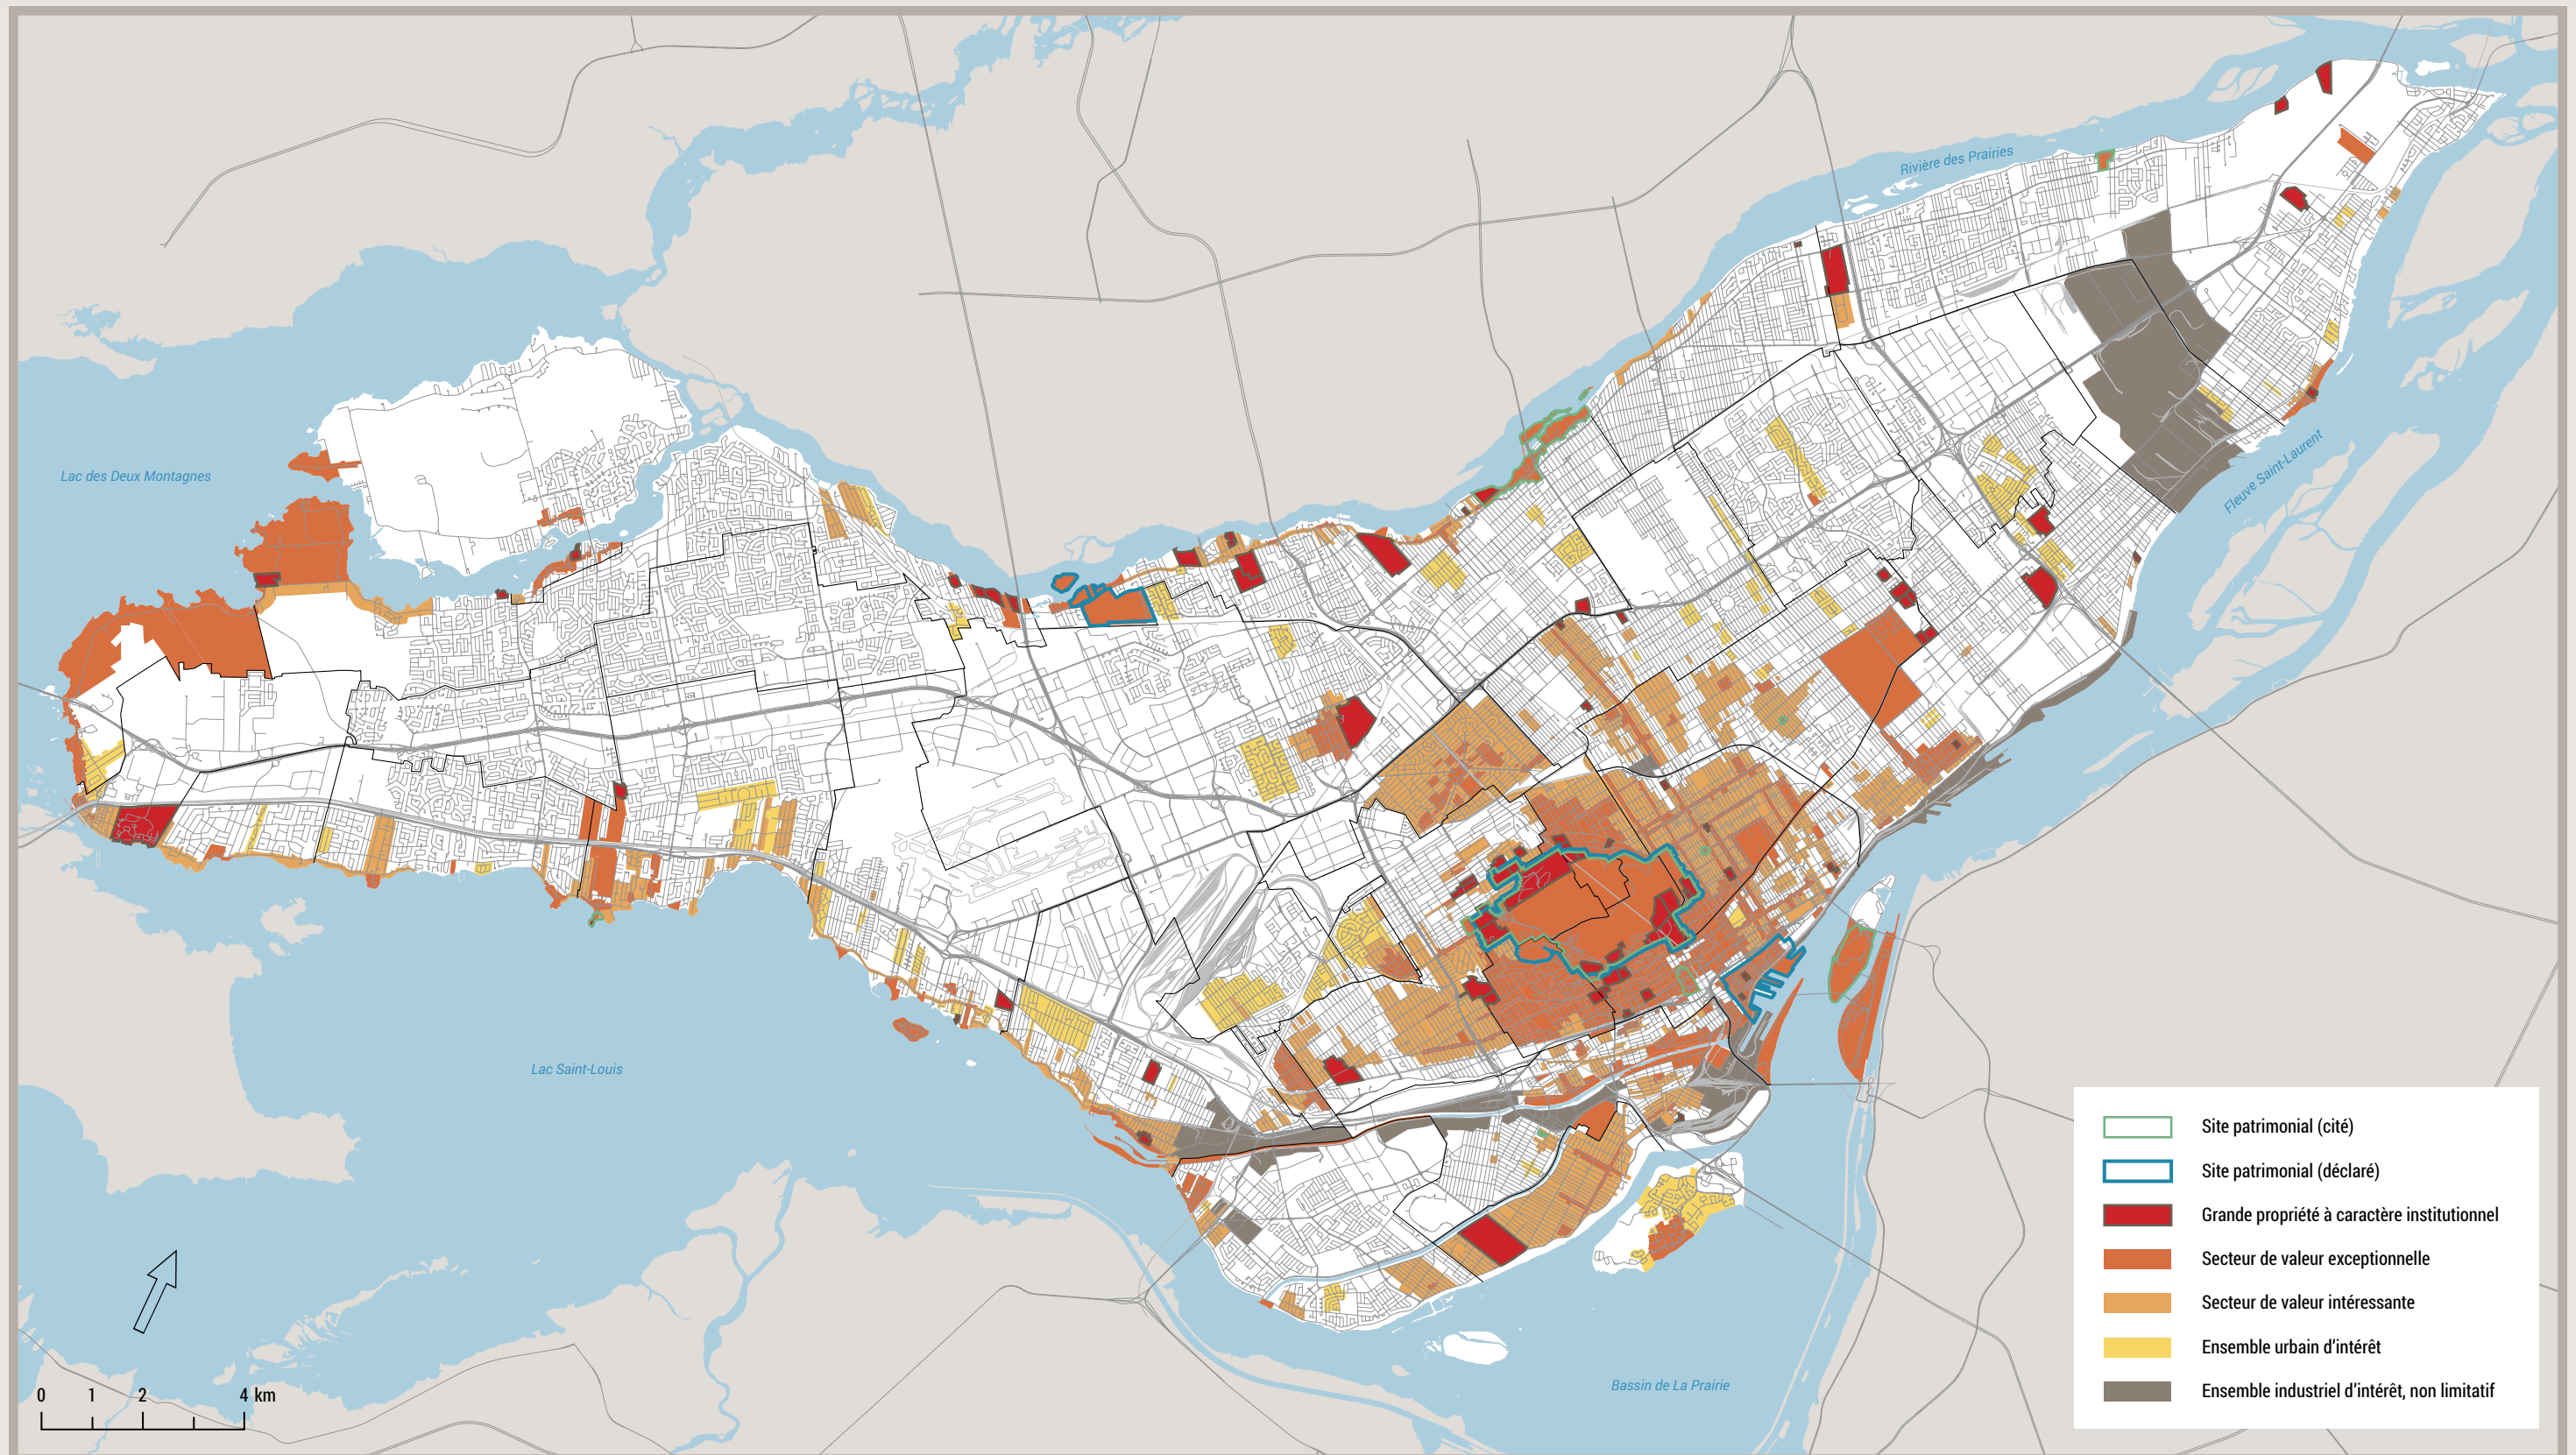 Rivière des Prairies
Lac des Deux Montagnes
Fleuve Saint-Laurent
Lac Saint-Louis
Bassin de La Prairie
Site patrimonial (cité)
Site patrimonial (déclaré)
Grande propriété à caractère institutionnel
Secteur de valeur exceptionnelle
Secteur de valeur intéressante
Ensemble urbain d’intérêt
Ensemble industriel d’intérêt, non limitatif
0 1 2 4 km